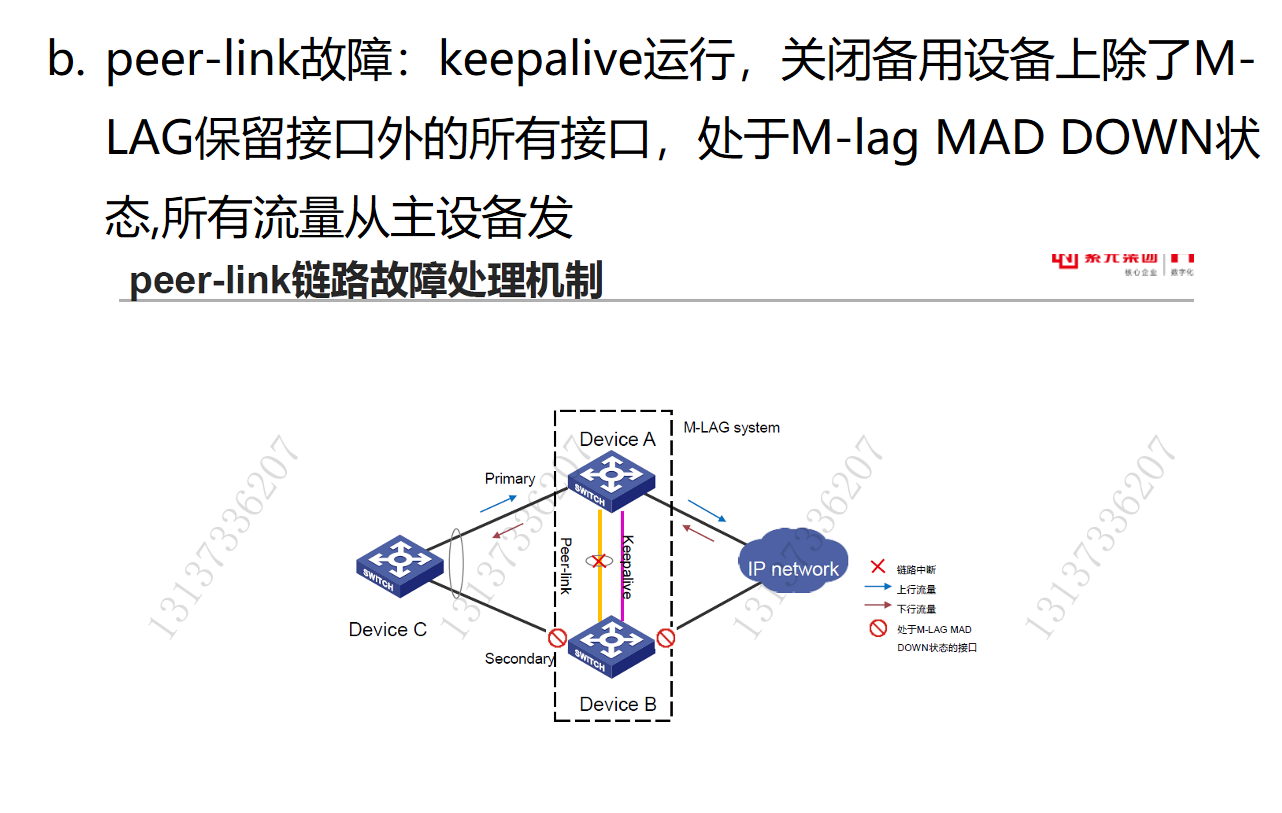 b. peer-link故障：keepalive运行，关闭备用设备上除了M-
LAG保留接口外的所有接口，处于M-lag MAD DOWN状
态,所有流量从主设备发
peer-link链路故障处理机制
核心企业 数字化
M-LAG system
Device A
Primary
SWITCH
Peer-link
Keepalive
SWITCH
IP network
Device C
Secondary
SWITCH
Device B
链路中断
上行流量
下行流量
处于M-LAG MAD
DOWN状态的接口
13137336207
13137336207
13137336207
13137336207